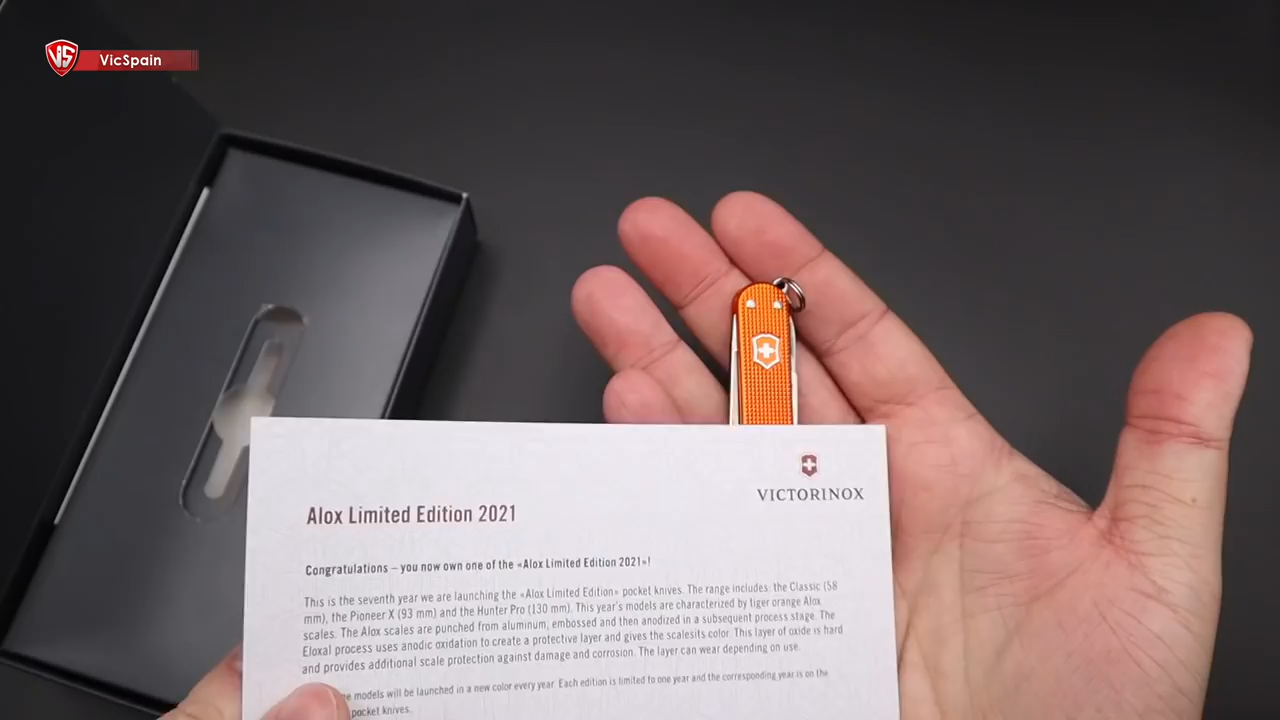 VS VicSpain
VICTORINOX
Alox Limited Edition 2021
Congratulations – you now own one of the «Alox Limited Edition 2021»!
This is the seventh year we are launching the «Alox Limited Edition» pocket knives. The range includes: the Classic (58
mm), the Pioneer X (93 mm) and the Hunter Pro (130 mm). This year's models are characterized by tiger orange Alox
scales. The Alox scales are punched from aluminum, embossed and then anodized in a subsequent process stage. The
Eloxal process uses anodic oxidation to create a protective layer and gives the scalesits color. This layer of oxide is hard
and provides additional scale protection against damage and corrosion. The layer can wear depending on use.
models will be launched in a new color every year. Each edition is limited to one year and the corresponding year is on the
pocket knives.